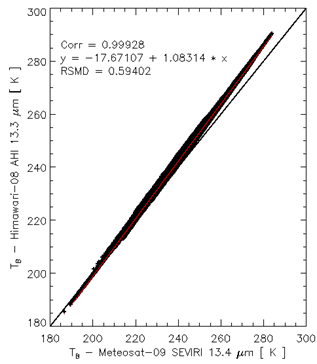 300
280
260
240
220
200
180
Corr = 0.99928
y = −17.67107 + 1.08314 * x
RSMD = 0.59402
T_B − Himawari−08 AHI 13.3 μm [ K ]
180 200 220 240 260 280 300
T_B − Meteosat−09 SEVIRI 13.4 μm [ K ]